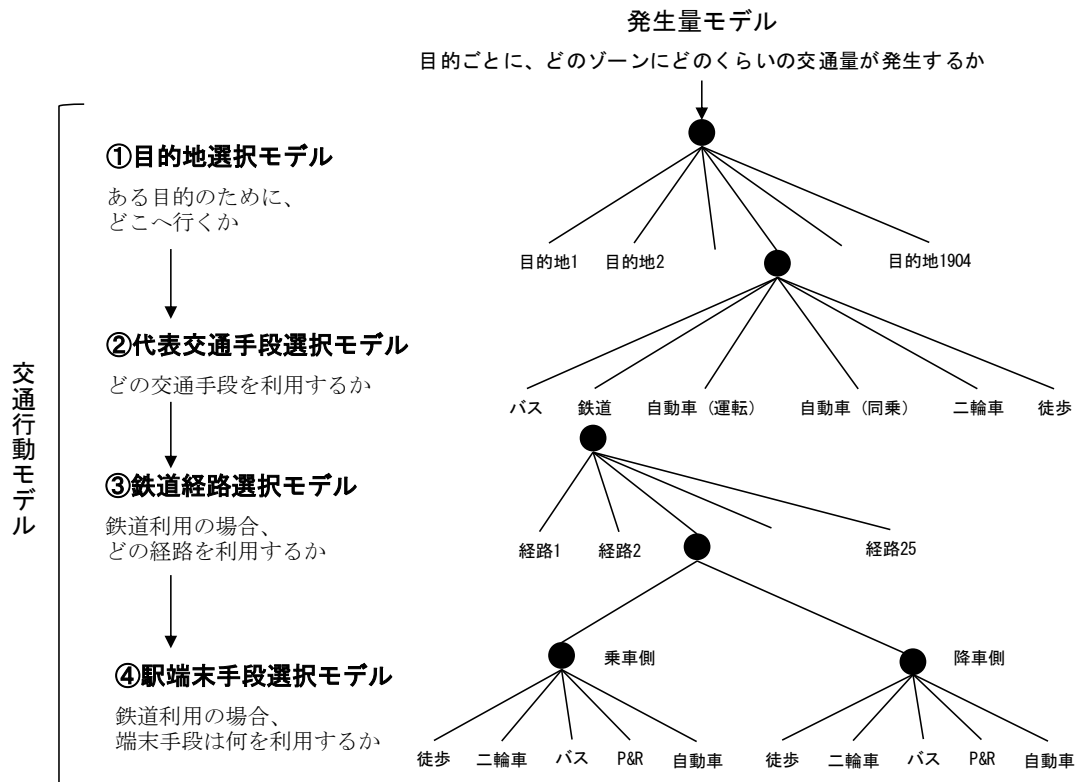 発生量モデル
目的ごとに、どのゾーンにどのくらいの交通量が発生するか
交通行動モデル
①目的地選択モデル
ある目的のために、
どこへ行くか
目的地1 目的地2 目的地1904
②代表交通手段選択モデル
どの交通手段を利用するか
バス 鉄道 自動車（運転） 自動車（同乗） 二輪車 徒歩
③鉄道経路選択モデル
鉄道利用の場合、
どの経路を利用するか
経路1 経路2 経路25
④駅端末手段選択モデル
鉄道利用の場合、
端末手段は何を利用するか
乗車側 降車側
徒歩 二輪車 バス P&R 自動車 徒歩 二輪車 バス P&R 自動車